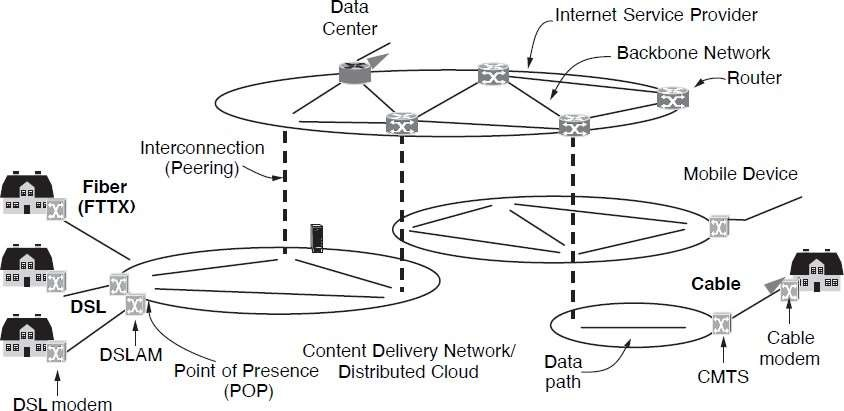 Data
Center
Internet Service Provider
Backbone Network
Router
Interconnection
(Peering)
Mobile Device
Fiber
(FTTX)
Cable
DSL
DSLAM
Point of Presence
(POP)
Content Delivery Network/
Distributed Cloud
Data
path
CMTS
Cable
modem
DSL modem